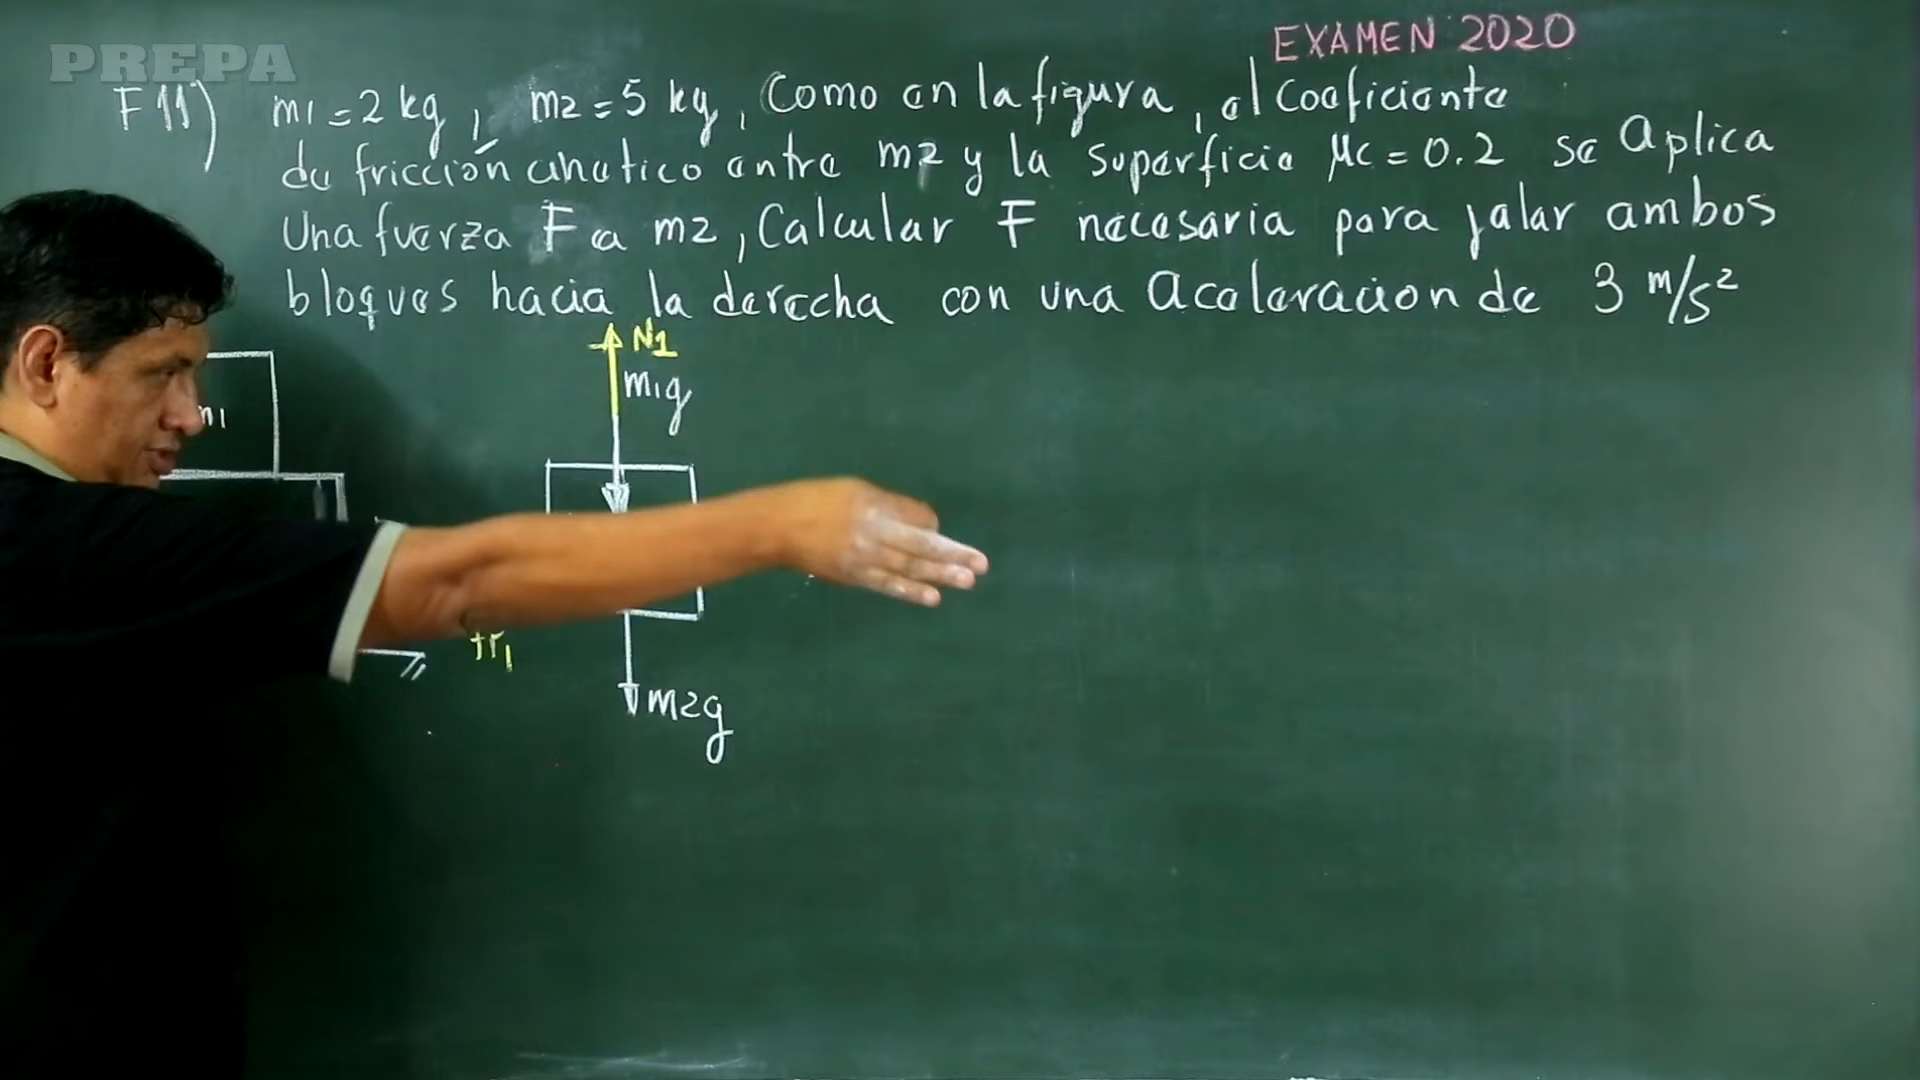 PREPA
EXAMEN 2020
F11) m1 = 2 kg, m2 = 5 kg, Como en la figura, el Coeficiente
de fricción cinetico entre m2 y la superficie μc = 0.2 se aplica
Una fuerza F a m2, Calcular F necesaria para jalar ambos
bloques hacia la derecha con una Aceleracion de 3 m/s²
N1
m1g
m1
fr1
m2g